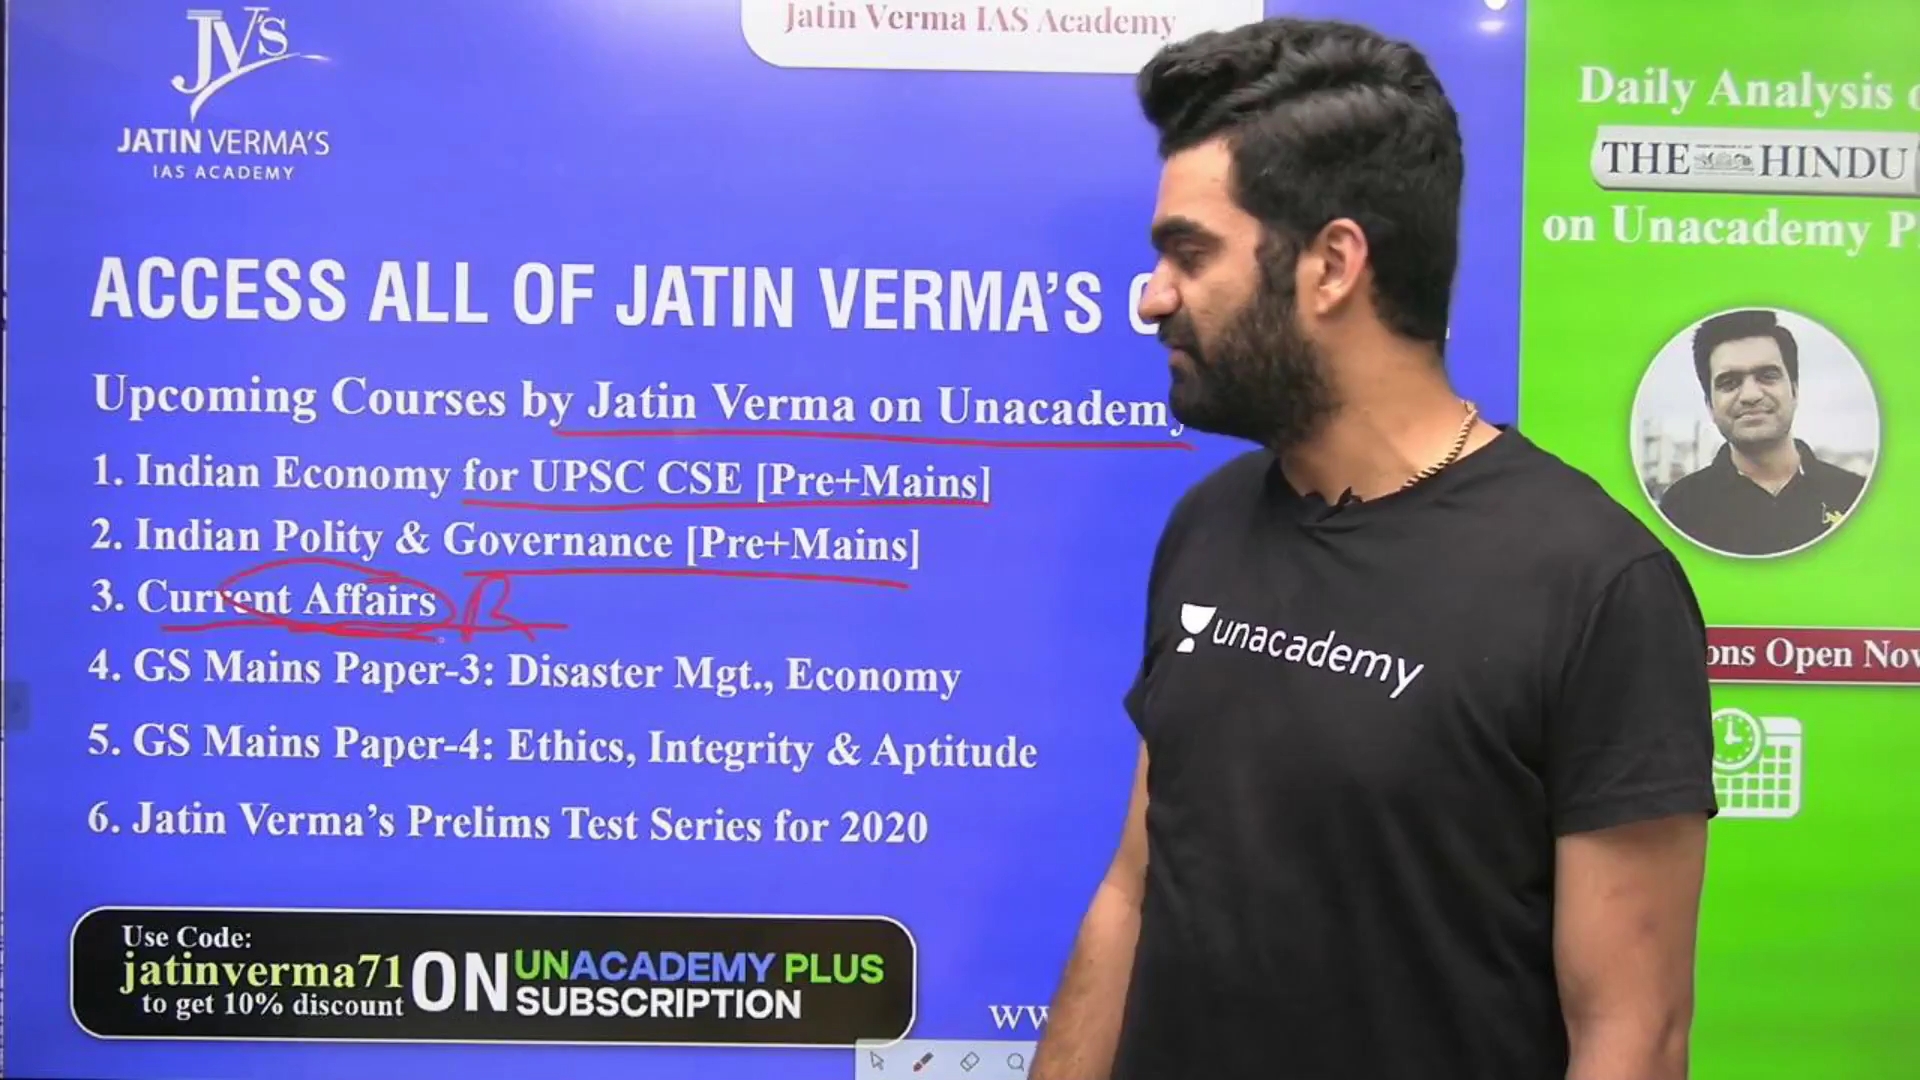 JV's
JATIN VERMA'S
IAS ACADEMY
Jatin Verma IAS Academy
ACCESS ALL OF JATIN VERMA'S
Upcoming Courses by Jatin Verma on Unacademy
1. Indian Economy for UPSC CSE [Pre+Mains]
2. Indian Polity & Governance [Pre+Mains]
3. Current Affairs
4. GS Mains Paper-3: Disaster Mgt., Economy
5. GS Mains Paper-4: Ethics, Integrity & Aptitude
6. Jatin Verma's Prelims Test Series for 2020
Use Code:
jatinverma71
to get 10% discount
ON
UNACADEMY PLUS
SUBSCRIPTION
unacademy
Daily Analysis
THE HINDU
on Unacademy
Open Now